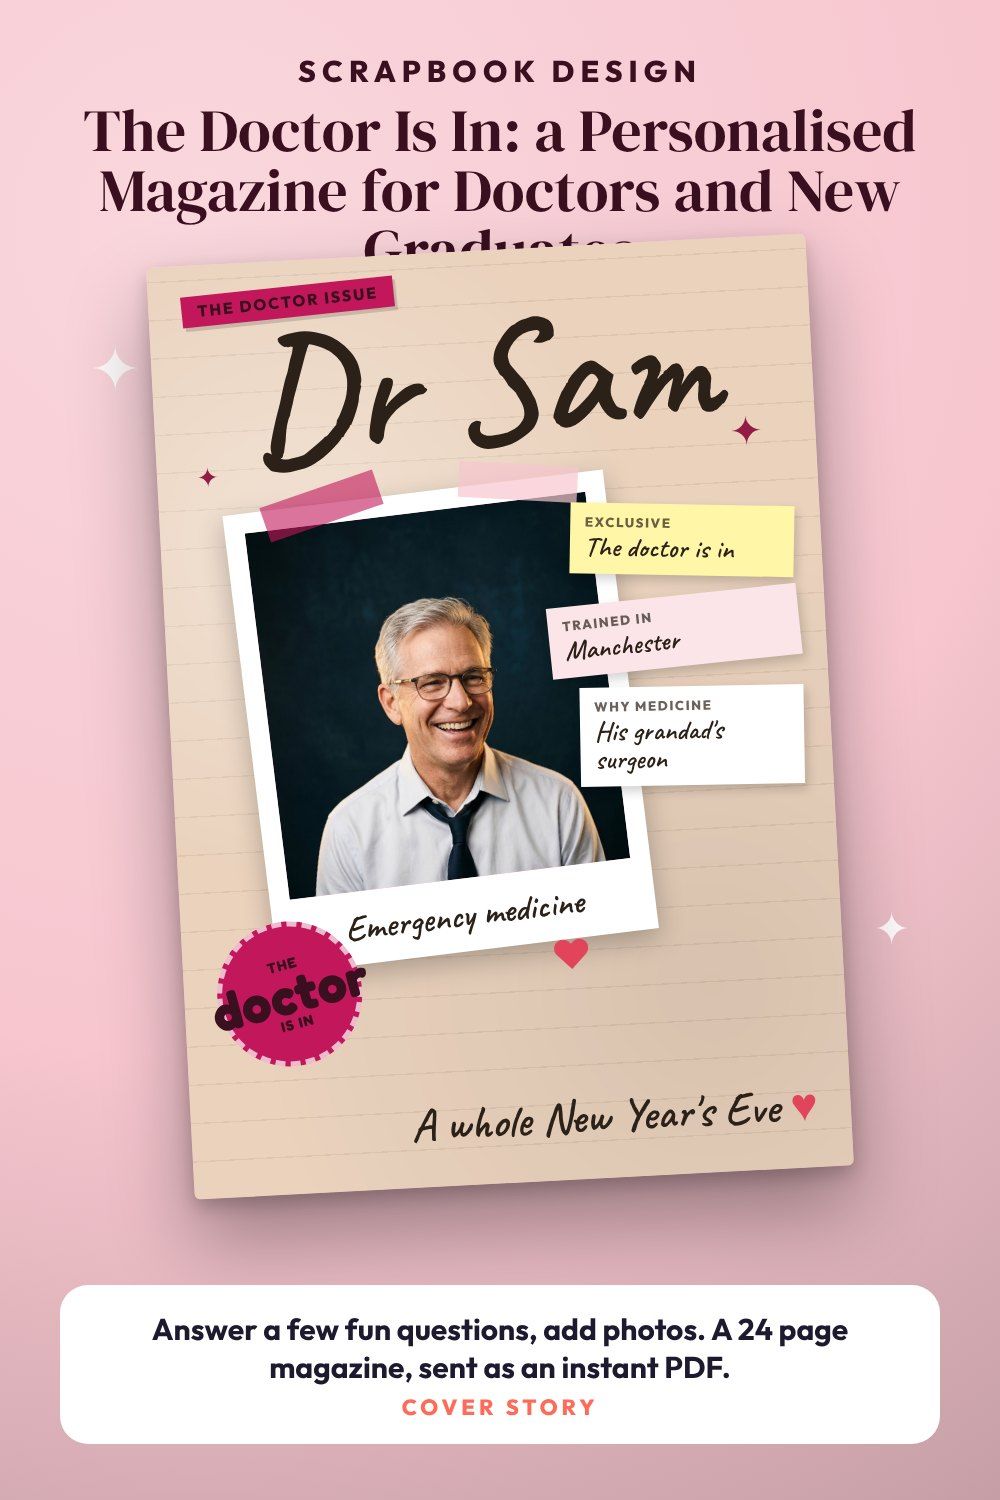 SCRAPBOOK DESIGN
The Doctor Is In: a Personalised
Magazine for Doctors and New
Graduates
THE DOCTOR ISSUE
Dr Sam
EXCLUSIVE
The doctor is in
TRAINED IN
Manchester
WHY MEDICINE
His grandad's
surgeon
Emergency medicine
THE
doctor
IS IN
A whole New Year's Eve
Answer a few fun questions, add photos. A 24 page
magazine, sent as an instant PDF.
COVER STORY